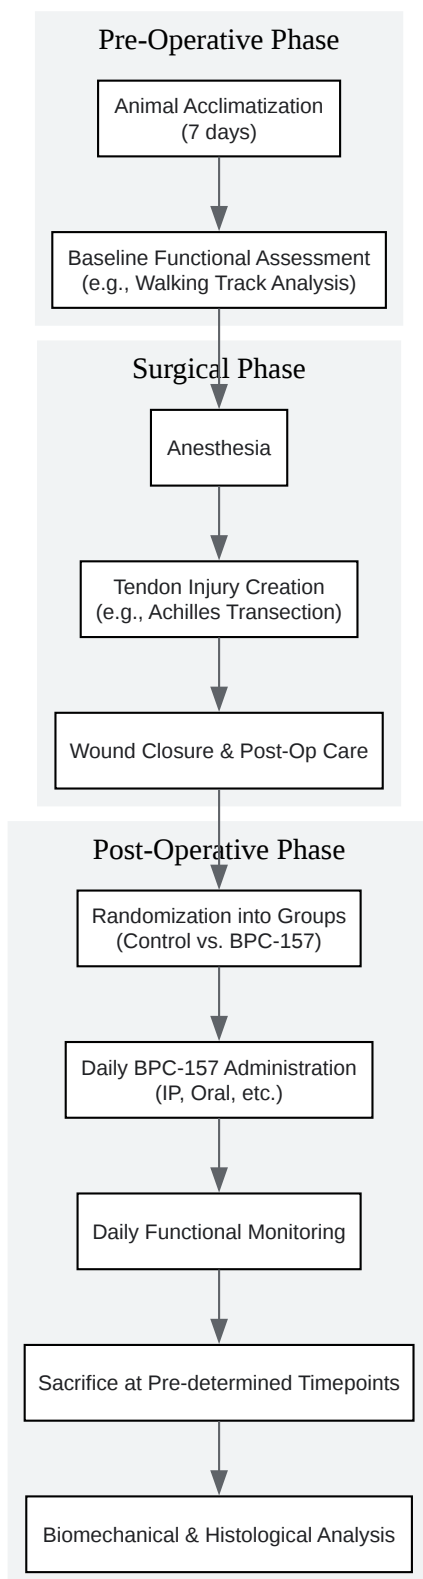 Pre-Operative Phase
Animal Acclimatization
(7 days)
Baseline Functional Assessment
(e.g., Walking Track Analysis)
Surgical Phase
Anesthesia
Tendon Injury Creation
(e.g., Achilles Transection)
Wound Closure & Post-Op Care
Post-Operative Phase
Randomization into Groups
(Control vs. BPC-157)
Daily BPC-157 Administration
(IP, Oral, etc.)
Daily Functional Monitoring
Sacrifice at Pre-determined Timepoints
Biomechanical & Histological Analysis